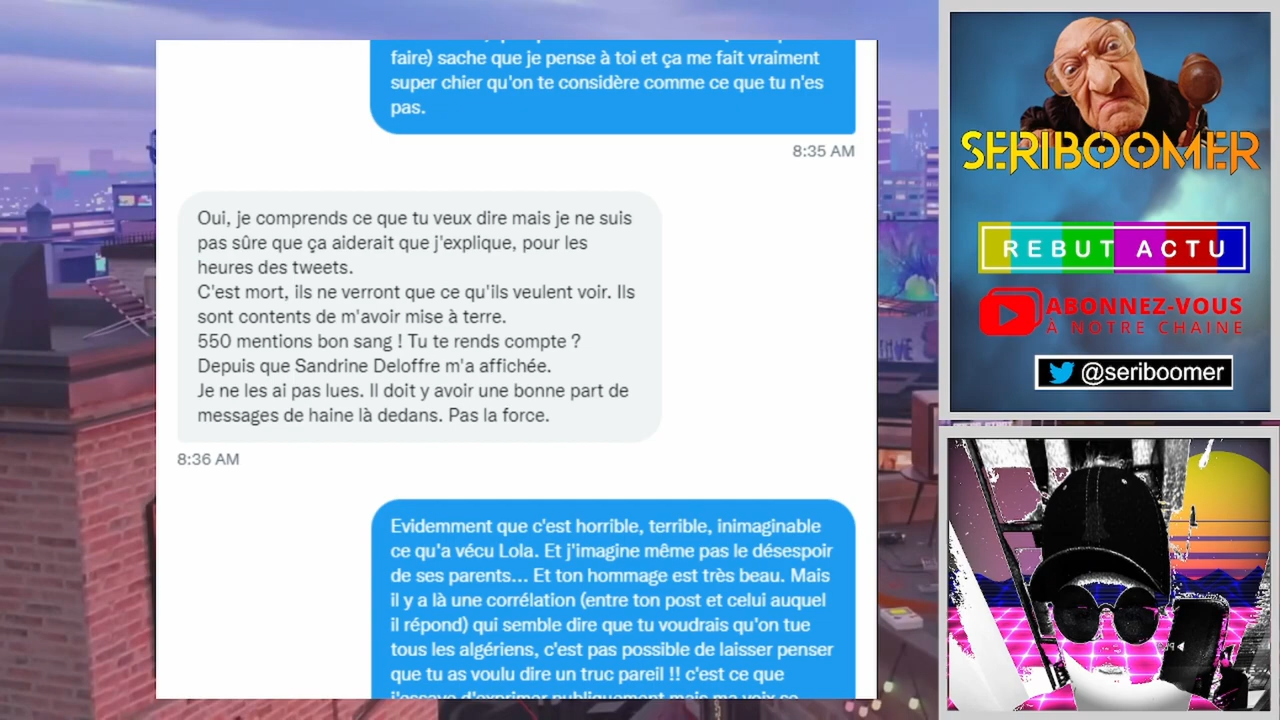 faire) sache que je pense à toi et ça me fait vraiment
super chier qu'on te considère comme ce que tu n'es
pas.
8:35 AM
Oui, je comprends ce que tu veux dire mais je ne suis
pas sûre que ça aiderait que j'explique, pour les
heures des tweets.
C'est mort, ils ne verront que ce qu'ils veulent voir. Ils
sont contents de m'avoir mise à terre.
550 mentions bon sang ! Tu te rends compte ?
Depuis que Sandrine Deloffre m'a affichée.
Je ne les ai pas lues. Il doit y avoir une bonne part de
messages de haine là dedans. Pas la force.
8:36 AM
Evidemment que c'est horrible, terrible, inimaginable
ce qu'a vécu Lola. Et j'imagine même pas le désespoir
de ses parents... Et ton hommage est très beau. Mais
il y a là une corrélation (entre ton post et celui auquel
il répond) qui semble dire que tu voudrais qu'on tue
tous les algériens, c'est pas possible de laisser penser
que tu as voulu dire un truc pareil !! c'est ce que
j'essaye d'exprimer publiquement mais ma voix se
SERIBOOMER
REBUT ACTU
ABONNEZ-VOUS
À NOTRE CHAINE
@seriboomer